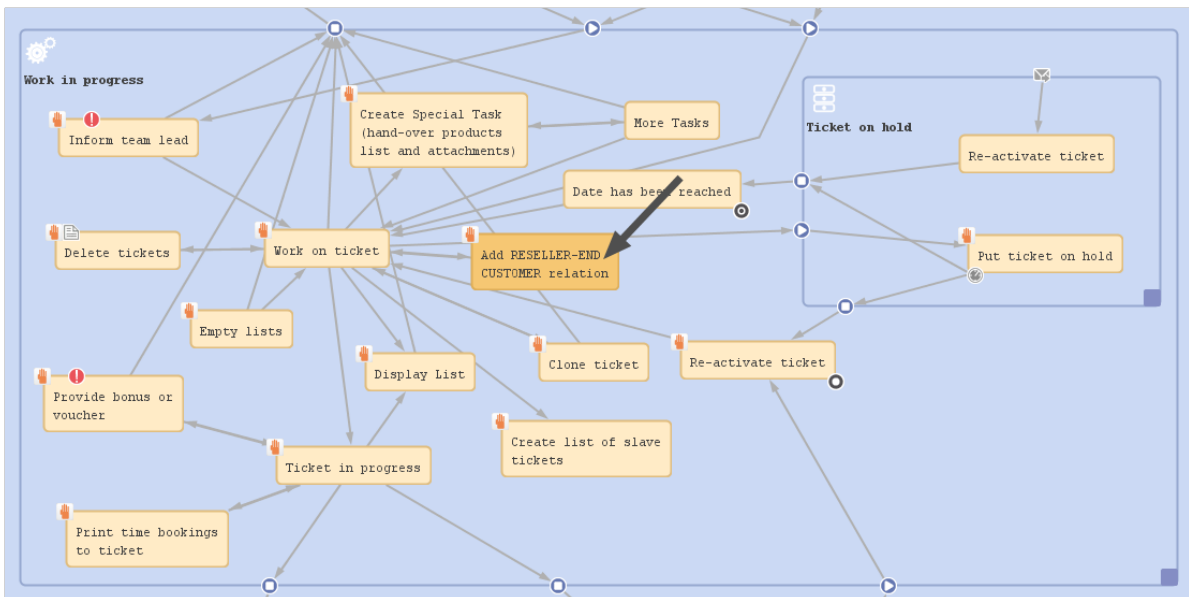 Work in progress
Create Special Task
(hand-over products
list and attachments)
More Tasks
Inform team lead
Ticket on hold
Re-activate ticket
Date has been reached
Delete tickets
Work on ticket
Add RESELLER-END
CUSTOMER relation
Put ticket on hold
Empty lists
Display List
Clone ticket
Re-activate ticket
Provide bonus or
voucher
Create list of slave
tickets
Ticket in progress
Print time bookings
to ticket